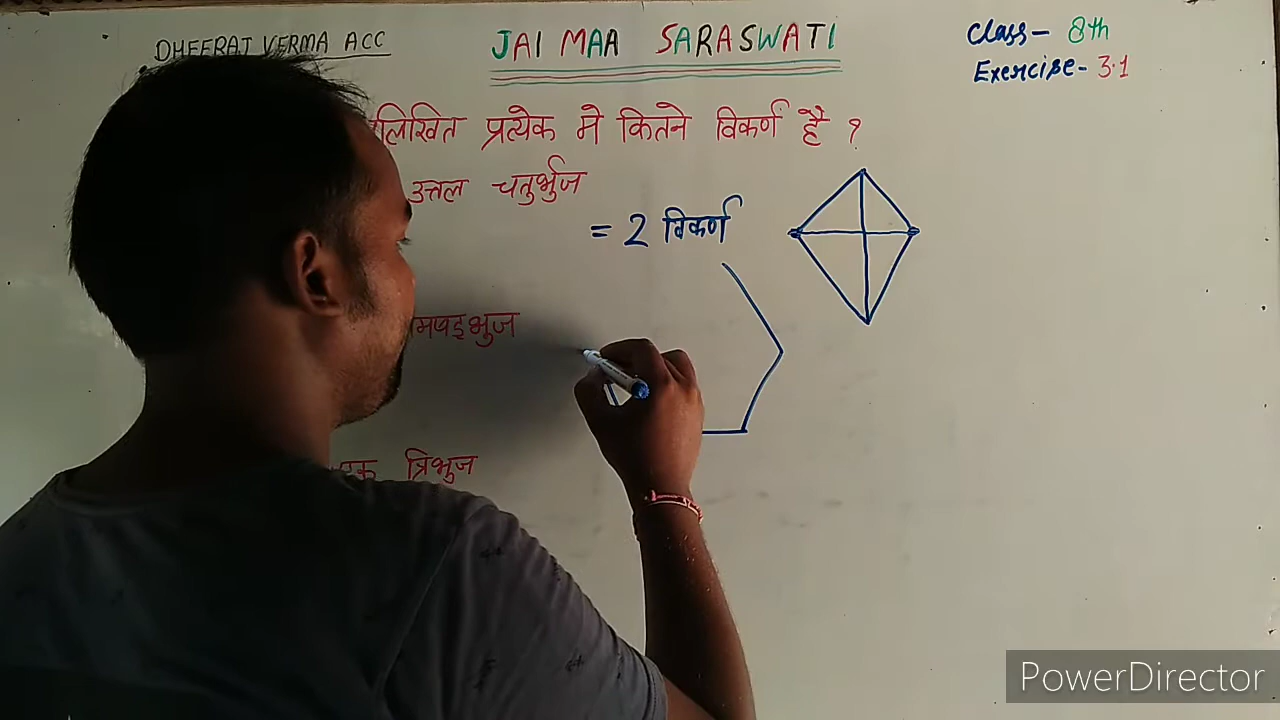 DHEERAJ VERMA ACC
JAI MAA SARASWATI
Class- 8th
Exercise- 3.1
लिखित प्रत्येक मे कितने विकर्ण है ?
उत्तल चतुर्भुज
= 2 विकर्ण
त्रिभुज
PowerDirector